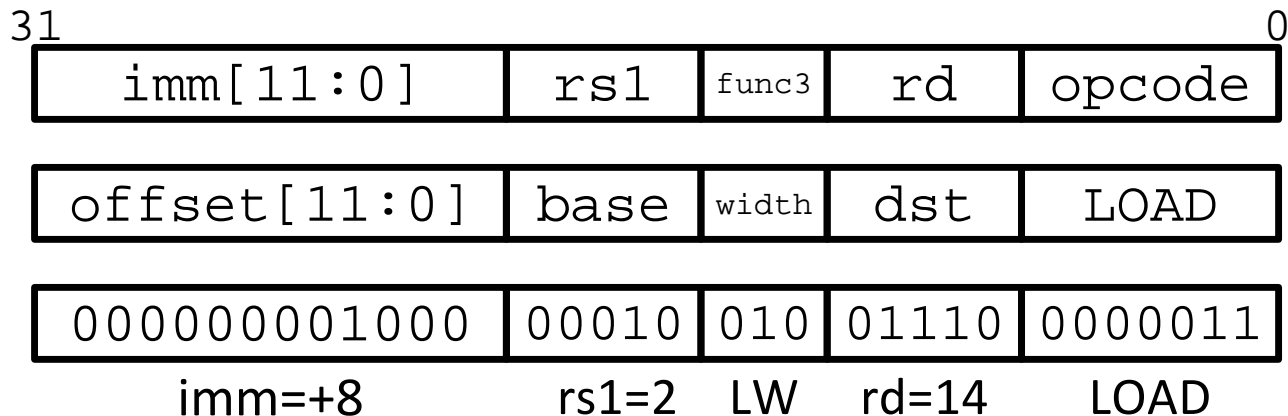 31 0
imm[11:0] rs1 func3 rd opcode
offset[11:0] base width dst LOAD
000000001000 00010 010 01110 0000011
imm=+8 rs1=2 LW rd=14 LOAD